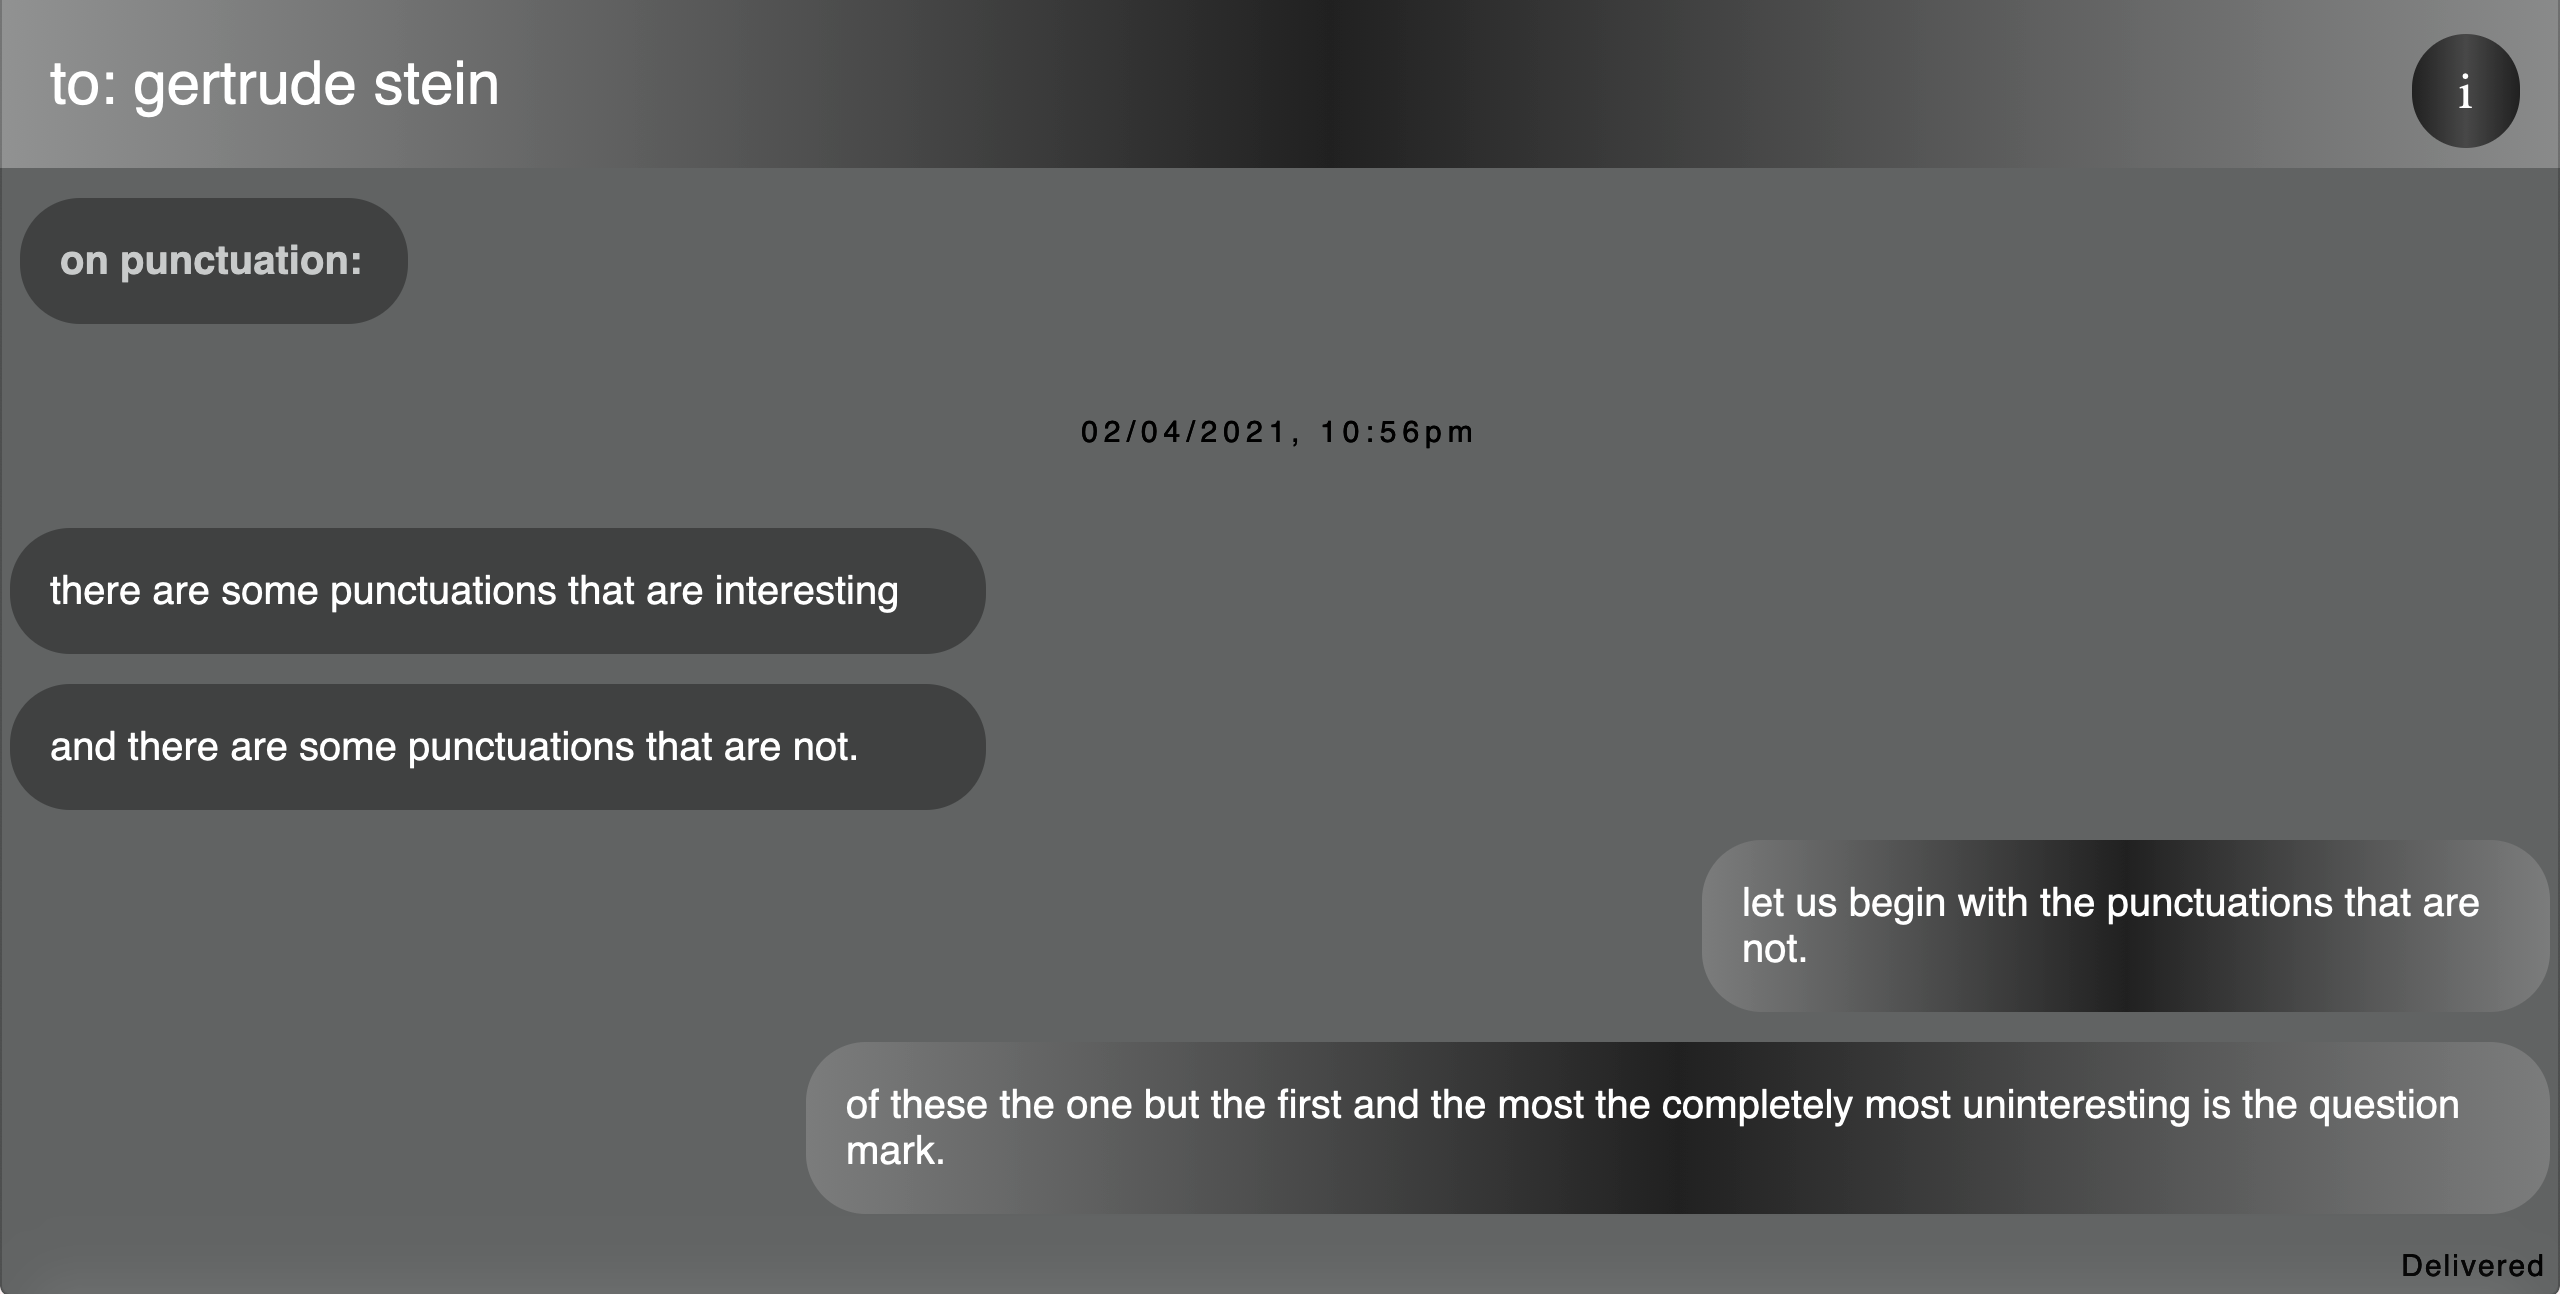 to: gertrude stein
i
on punctuation:
02/04/2021, 10:56pm
there are some punctuations that are interesting
and there are some punctuations that are not.
let us begin with the punctuations that are
not.
of these the one but the first and the most the completely most uninteresting is the question
mark.
Delivered